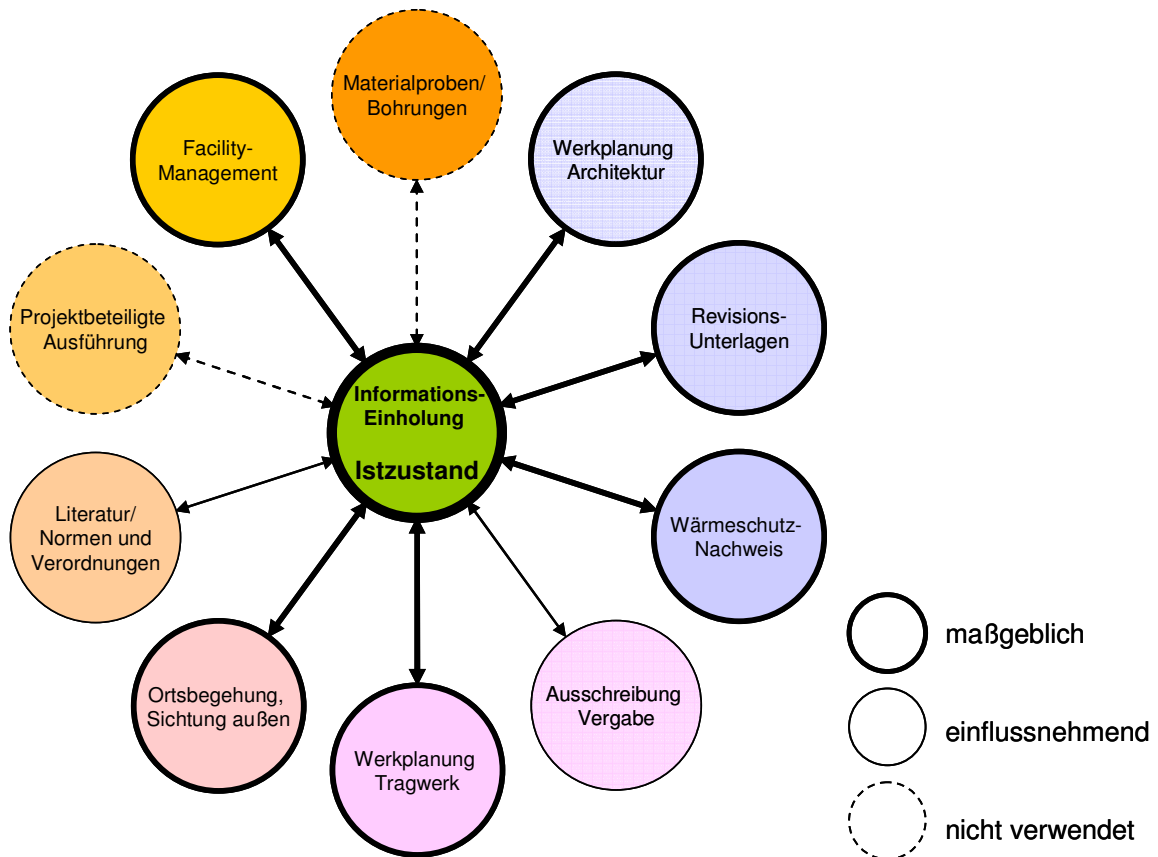 Materialproben/
Bohrungen
Facility-
Management
Werkplanung
Architektur
Projektbeteiligte
Ausführung
Revisions-
Unterlagen
Informations-
Einholung
Istzustand
Literatur/
Normen und
Verordnungen
Wärmeschutz-
Nachweis
Ortsbegehung,
Sichtung außen
Werkplanung
Tragwerk
Ausschreibung
Vergabe
maßgeblich
einflussnehmend
nicht verwendet